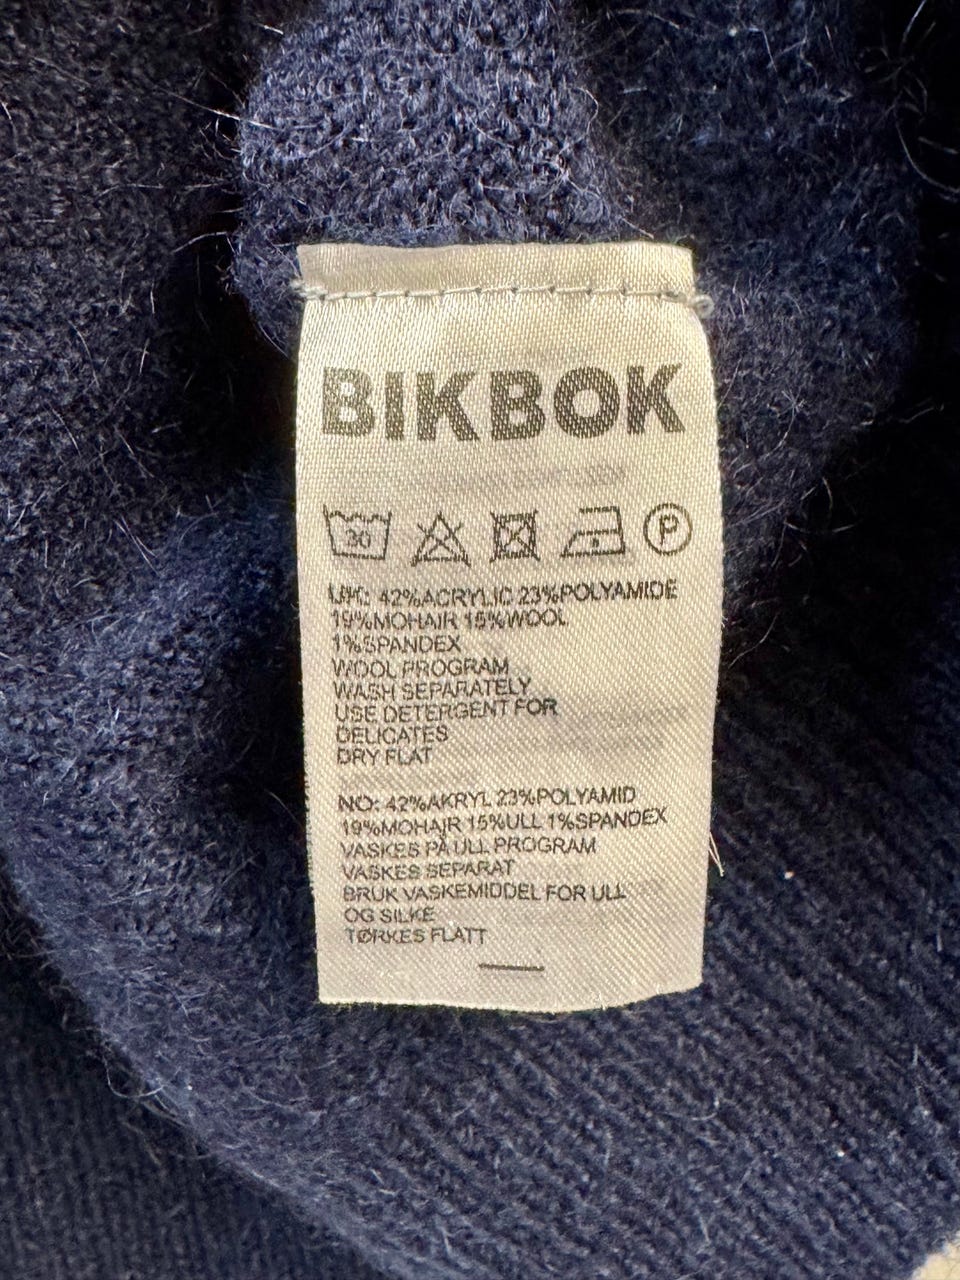 BIKBOK
30
P
UK: 42%ACRYLIC 23%POLYAMIDE
19%MOHAIR 15%WOOL
1%SPANDEX
WOOL PROGRAM
WASH SEPARATELY
USE DETERGENT FOR
DELICATES
DRY FLAT
NO: 42%AKRYL 23%POLYAMID
19%MOHAIR 15%ULL 1%SPANDEX
VASKES PÅ ULL PROGRAM
VASKES SEPARAT
BRUK VASKEMIDDEL FOR ULL
OG SILKE
TØRKES FLATT